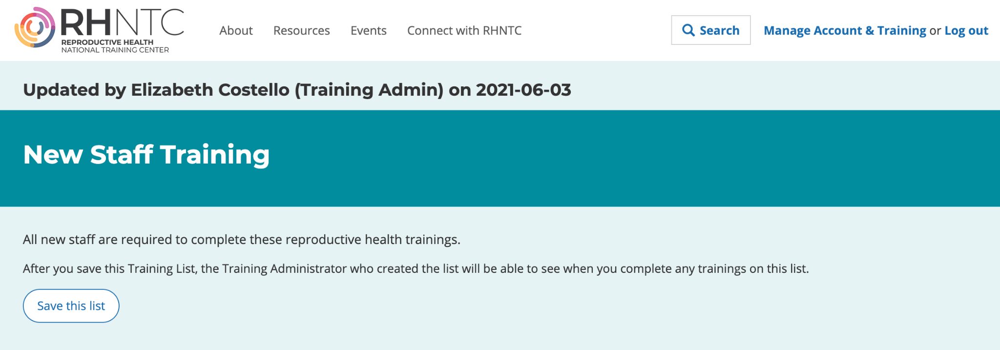 RHNTC
REPRODUCTIVE HEALTH
NATIONAL TRAINING CENTER
About Resources Events Connect with RHNTC
Search
Manage Account & Training or Log out
Updated by Elizabeth Costello (Training Admin) on 2021-06-03
New Staff Training
All new staff are required to complete these reproductive health trainings.
After you save this Training List, the Training Administrator who created the list will be able to see when you complete any trainings on this list.
Save this list